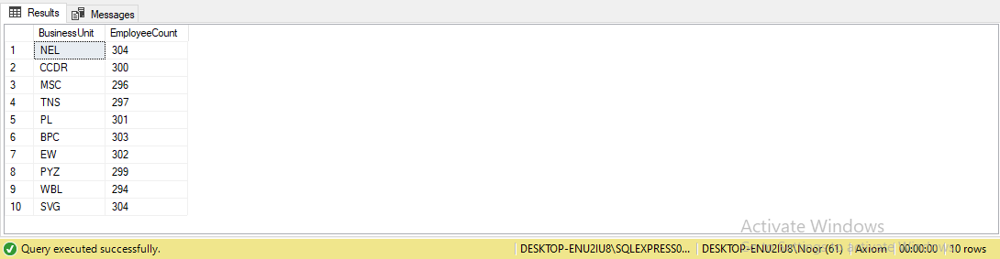 Results Messages
BusinessUnit EmployeeCount
1 NEL 304
2 CCDR 300
3 MSC 296
4 TNS 297
5 PL 301
6 BPC 303
7 EW 302
8 PYZ 299
9 WBL 294
10 SVG 304
Activate Windows
Query executed successfully. DESKTOP-ENU2IU8\SQLEXPRESS0... DESKTOP-ENU2IU8\Noor (61) Axiom 00:00:00 10 rows